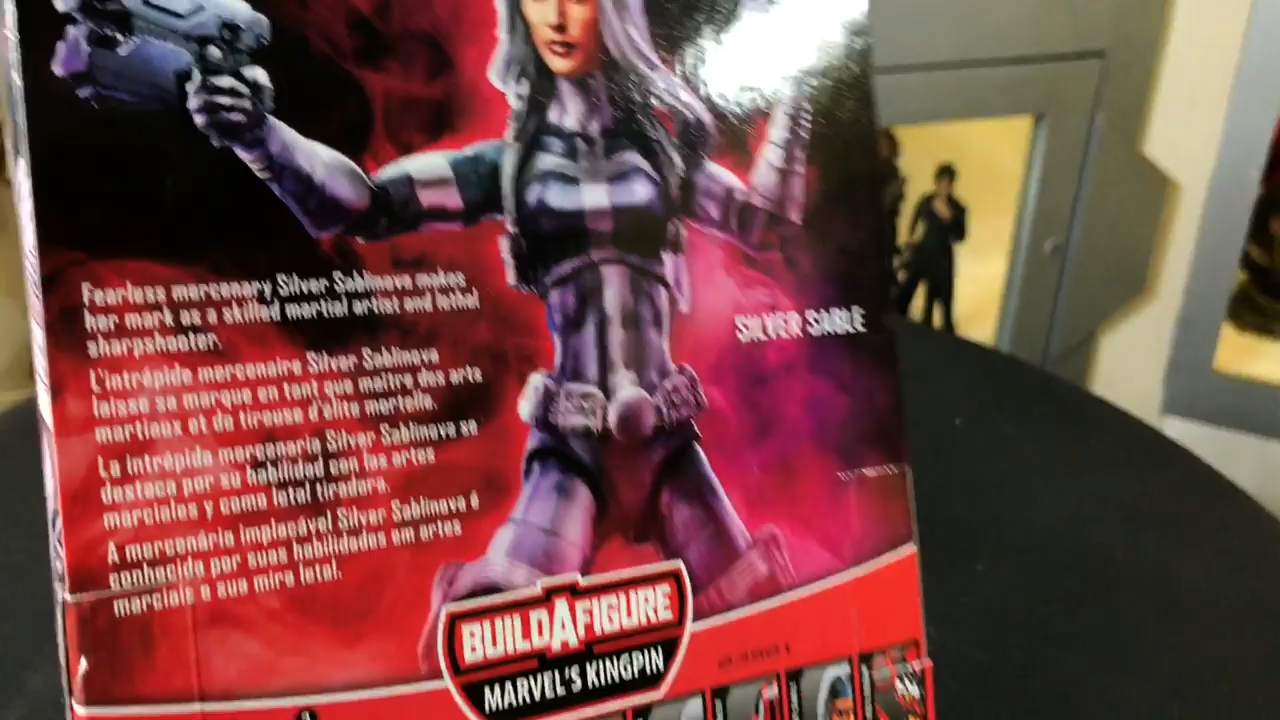 Fearless mercenary Silver Sablinova makes
her mark as a skilled martial artist and lethal
sharpshooter.
L'intrépide mercenaire Silver Sablinova
laisse sa marque en tant que maître des arts
martiaux et de tireuse d'élite mortelle.
La intrépida mercenaria Silver Sablinova se
destaca por su habilidad con las artes
marciales y como letal tiradora.
A mercenária implacável Silver Sablinova é
conhecida por suas habilidades em artes
marciais e sua mira letal.
SILVER SABLE
BUILDAFIGURE
MARVEL'S KINGPIN